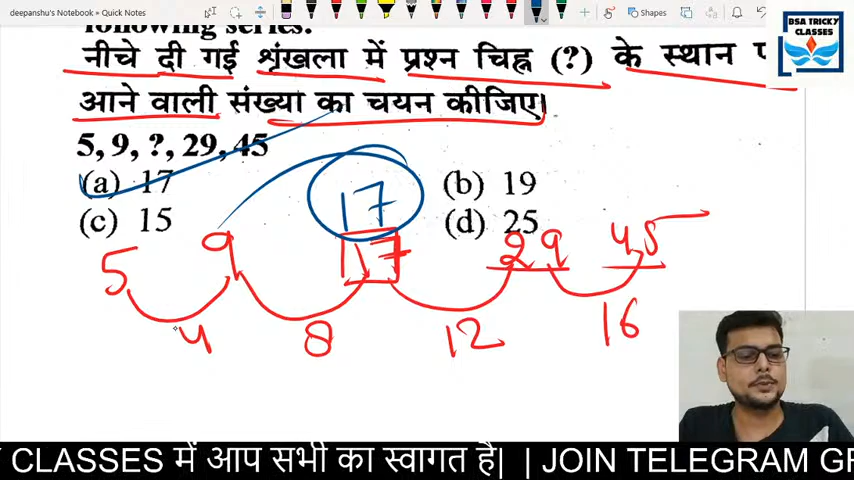 deepanshu's Notebook » Quick Notes
Shapes
BSA TRICKY
CLASSES
following series.
नीचे दी गई श्रृंखला में प्रश्न चिह्न (?) के स्थान
आने वाली संख्या का चयन कीजिए।
5, 9, ?, 29, 45
(a) 17
(b) 19
(c) 15
(d) 25
17
5 9 17 29 45
4 8 12 16
CLASSES में आप सभी का स्वागत है| | JOIN TELEGRAM